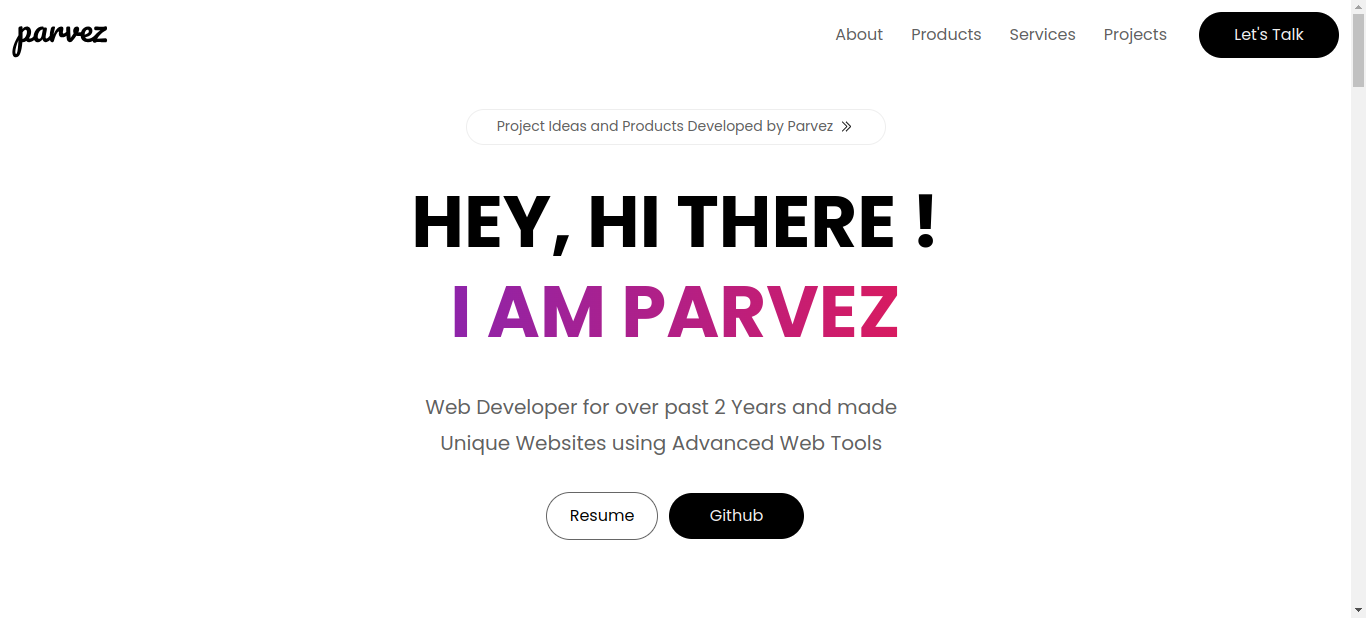 parvez
About
Products
Services
Projects
Let's Talk
Project Ideas and Products Developed by Parvez
HEY, HI THERE !
I AM PARVEZ
Web Developer for over past 2 Years and made
Unique Websites using Advanced Web Tools
Resume
Github